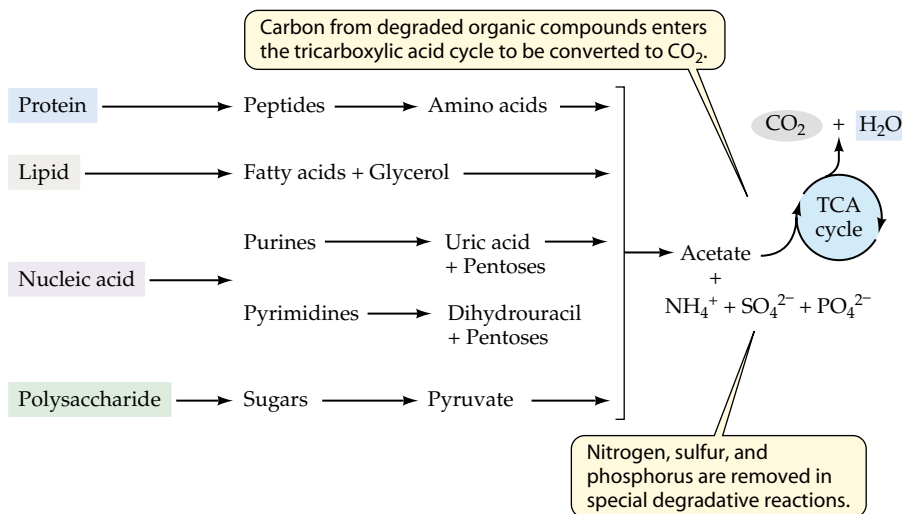 Carbon from degraded organic compounds enters
the tricarboxylic acid cycle to be converted to CO₂.
Protein
Peptides
Amino acids
CO₂ + H₂O
Lipid
Fatty acids + Glycerol
TCA
cycle
Purines
Uric acid
+ Pentoses
Nucleic acid
Acetate
+
NH₄⁺ + SO₄²⁻ + PO₄²⁻
Pyrimidines
Dihydrouracil
+ Pentoses
Polysaccharide
Sugars
Pyruvate
Nitrogen, sulfur, and
phosphorus are removed in
special degradative reactions.